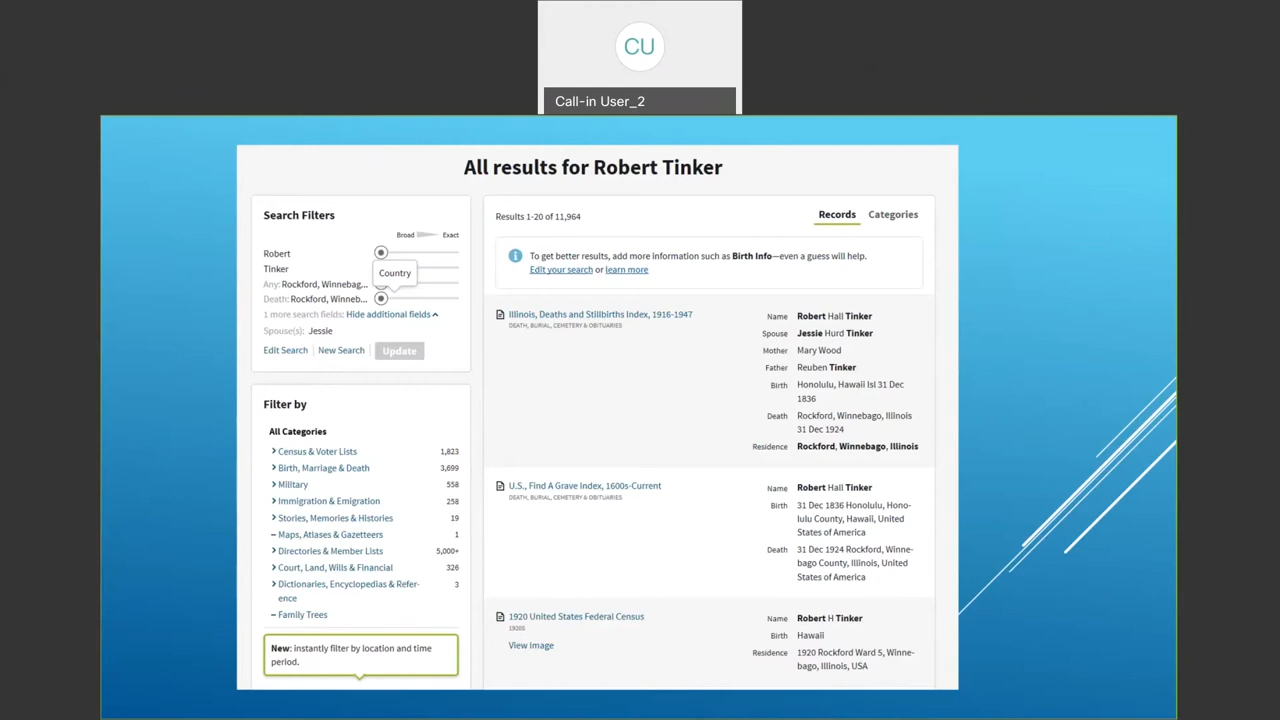 CU
Call-in User_2
All results for Robert Tinker
Search Filters
Broad Exact
Robert
Tinker
Country
Any: Rockford, Winnebag...
Death: Rockford, Winneb...
1 more search fields: Hide additional fields
Spouse(s): Jessie
Edit Search New Search Update
Filter by
All Categories
Census & Voter Lists 1,823
Birth, Marriage & Death 3,699
Military 558
Immigration & Emigration 258
Stories, Memories & Histories 19
Maps, Atlases & Gazetteers 1
Directories & Member Lists 5,000+
Court, Land, Wills & Financial 326
Dictionaries, Encyclopedias & Refer- 3
ence
Family Trees
New: instantly filter by location and time
period.
Results 1-20 of 11,964
Records Categories
To get better results, add more information such as Birth Info—even a guess will help.
Edit your search or learn more
Illinois, Deaths and Stillbirths Index, 1916-1947
DEATH, BURIAL, CEMETERY & OBITUARIES
Name Robert Hall Tinker
Spouse Jessie Hurd Tinker
Mother Mary Wood
Father Reuben Tinker
Birth Honolulu, Hawaii Isl 31 Dec
1836
Death Rockford, Winnebago, Illinois
31 Dec 1924
Residence Rockford, Winnebago, Illinois
U.S., Find A Grave Index, 1600s-Current
DEATH, BURIAL, CEMETERY & OBITUARIES
Name Robert Hall Tinker
Birth 31 Dec 1836 Honolulu, Hono-
lulu County, Hawaii, United
States of America
Death 31 Dec 1924 Rockford, Winne-
bago County, Illinois, United
States of America
1920 United States Federal Census
1920S
View Image
Name Robert H Tinker
Birth Hawaii
Residence 1920 Rockford Ward 5, Winne-
bago, Illinois, USA